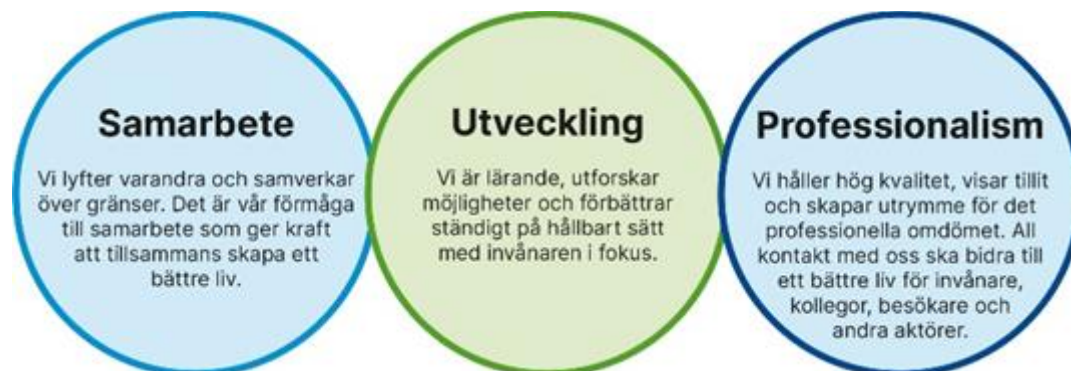 Samarbete
Vi lyfter varandra och samverkar
över gränser. Det är vår förmåga
till samarbete som ger kraft
att tillsammans skapa ett
bättre liv.
Utveckling
Vi är lärande, utforskar
möjligheter och förbättrar
ständigt på hållbart sätt
med invånaren i fokus.
Professionalism
Vi håller hög kvalitet, visar tillit
och skapar utrymme för det
professionella omdömet. All
kontakt med oss ska bidra till
ett bättre liv för invånare,
kollegor, besökare och
andra aktörer.